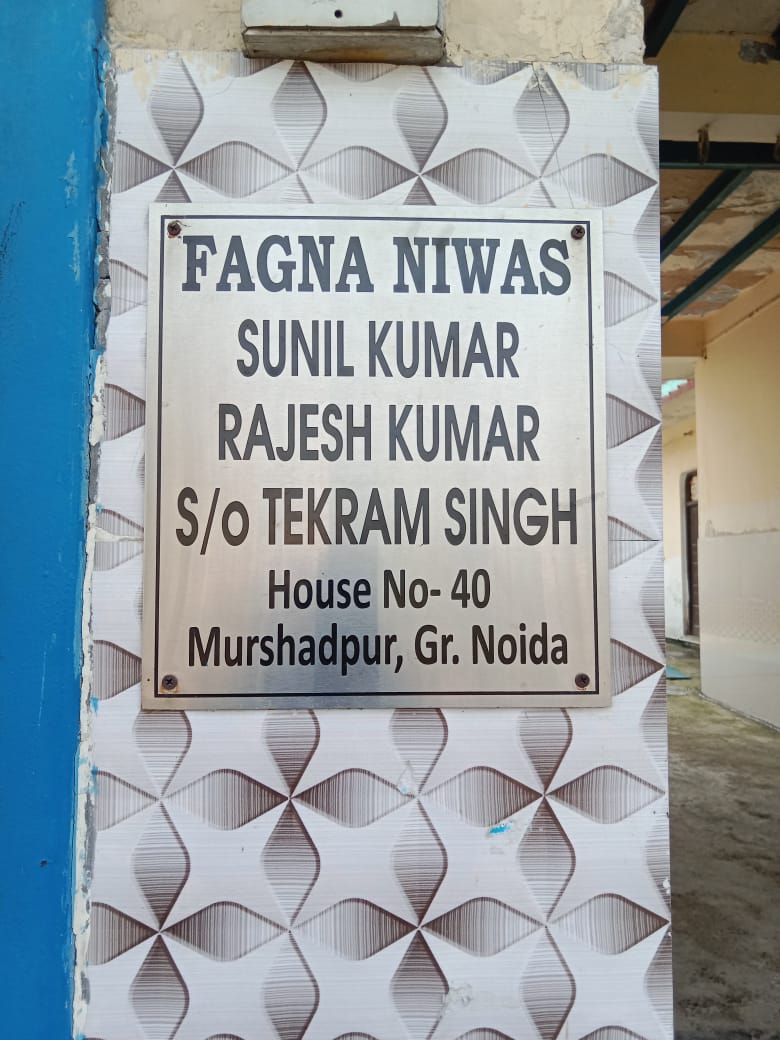 FAGNA NIWAS
SUNIL KUMAR
RAJESH KUMAR
S/o TEKRAM SINGH
House No- 40
Murshadpur, Gr. Noida